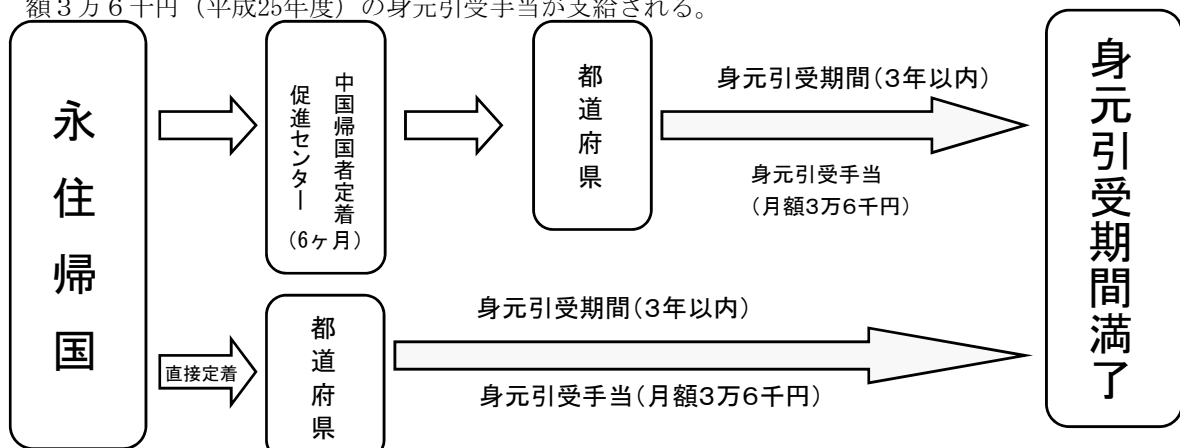 額３万６千円（平成25年度）の身元引受手当が支給される。
永住帰国
中国帰国者定着
促進センター
(6ヶ月)
都道府県
身元引受期間(3年以内)
身元引受手当
(月額3万6千円)
直接定着
都道府県
身元引受期間(3年以内)
身元引受手当(月額3万6千円)
身元引受期間満了